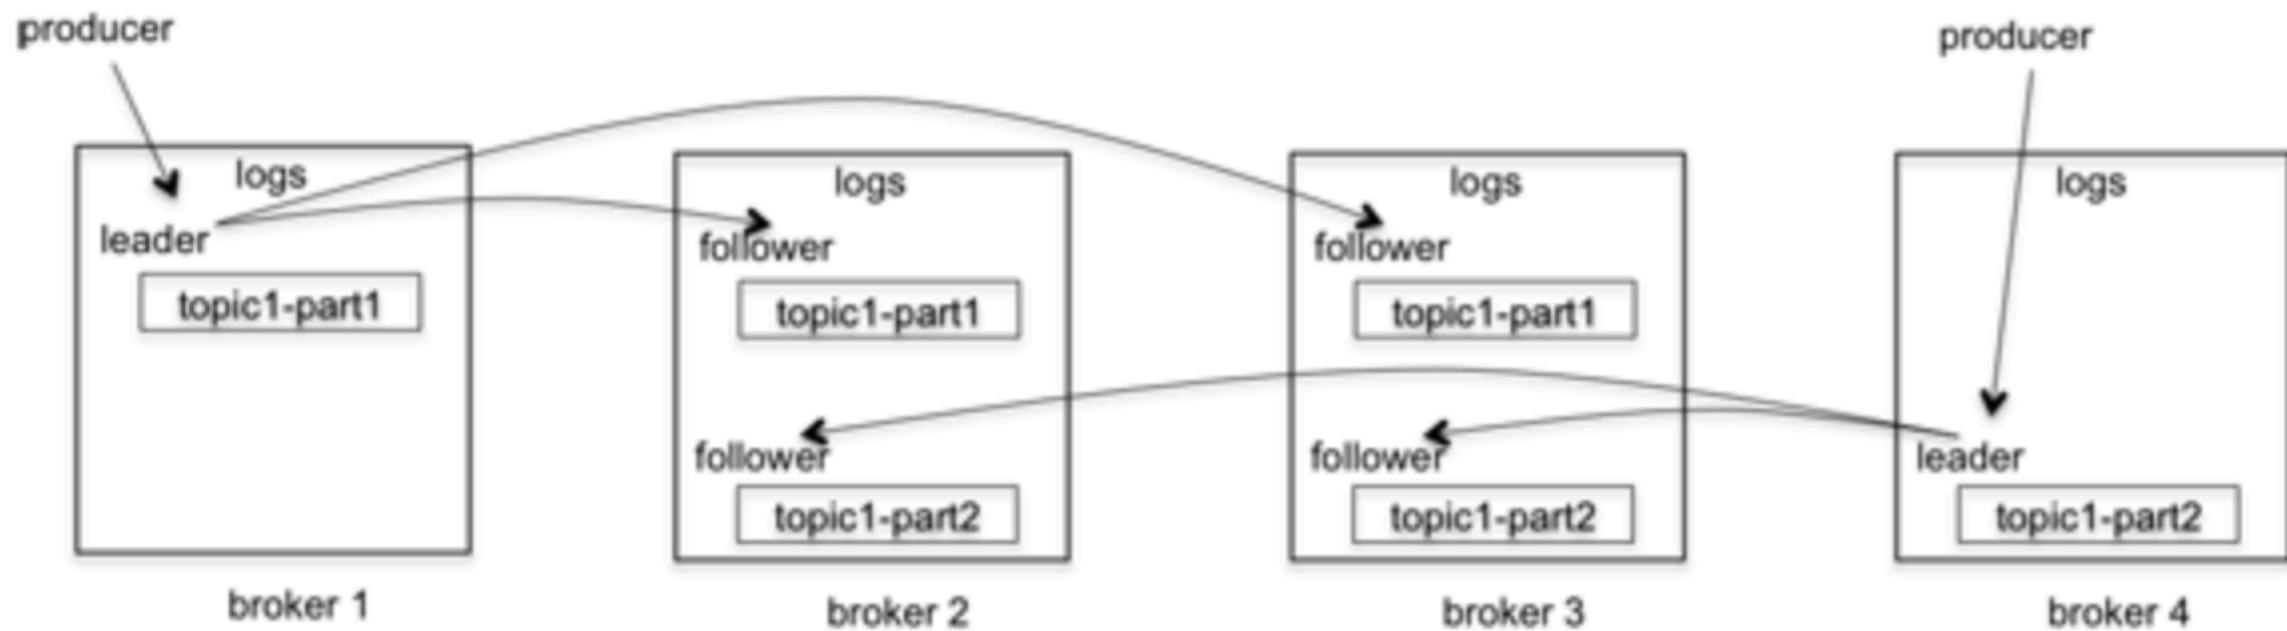 producer
producer
logs
leader
topic1-part1
broker 1
logs
follower
topic1-part1
follower
topic1-part2
broker 2
logs
follower
topic1-part1
follower
topic1-part2
broker 3
logs
leader
topic1-part2
broker 4